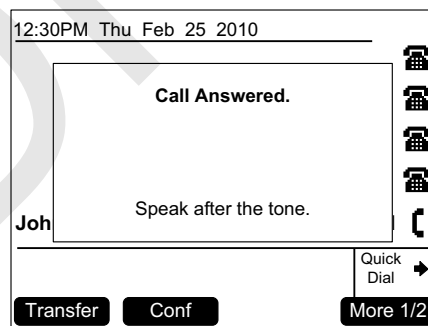 12:30PM Thu Feb 25 2010
Call Answered.
Speak after the tone.
Joh
Quick
Dial
Transfer Conf More 1/2